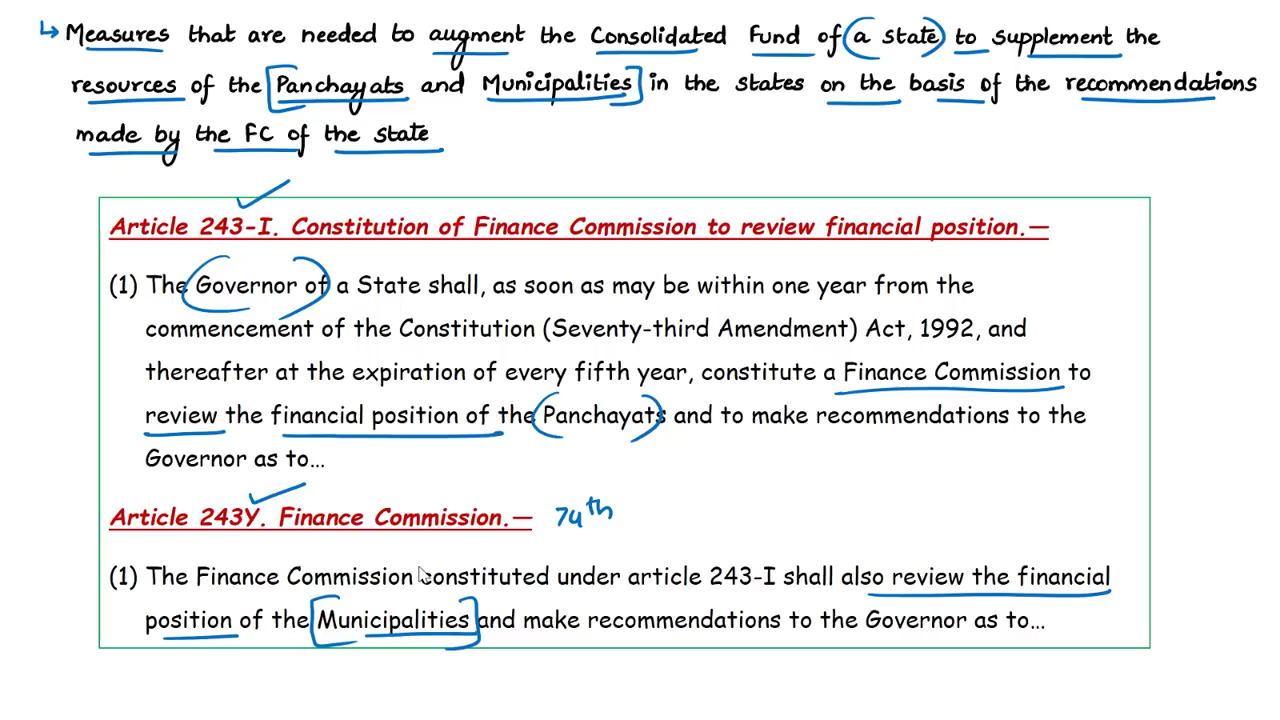 ↳ Measures that are needed to augment the Consolidated Fund of a state to supplement the
resources of the Panchayats and Municipalities in the states on the basis of the recommendations
made by the FC of the state
Article 243-I. Constitution of Finance Commission to review financial position.—
(1) The Governor of a State shall, as soon as may be within one year from the
commencement of the Constitution (Seventy-third Amendment) Act, 1992, and
thereafter at the expiration of every fifth year, constitute a Finance Commission to
review the financial position of the Panchayats and to make recommendations to the
Governor as to…
Article 243Y. Finance Commission.— 74th
(1) The Finance Commission constituted under article 243-I shall also review the financial
position of the Municipalities and make recommendations to the Governor as to…